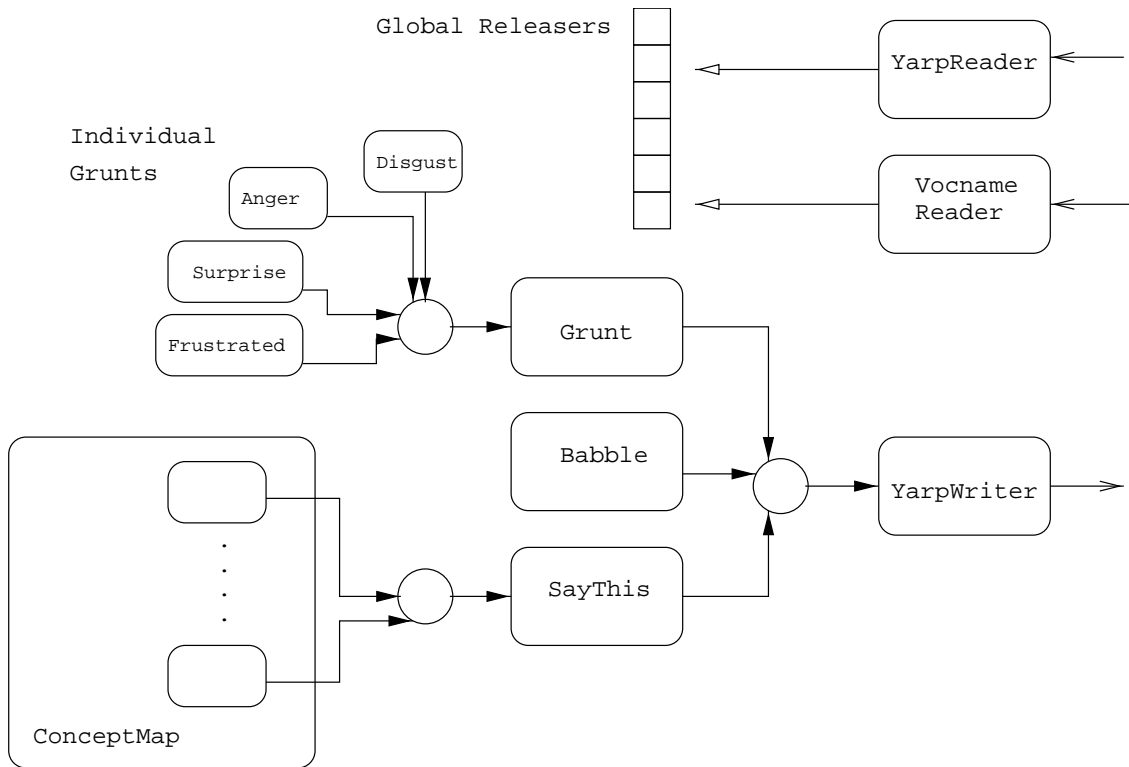 Global Releasers
YarpReader
Individual
Grunts
Disgust
Anger
Vocname
Reader
Surprise
Frustrated
Grunt
Babble
YarpWriter
SayThis
ConceptMap